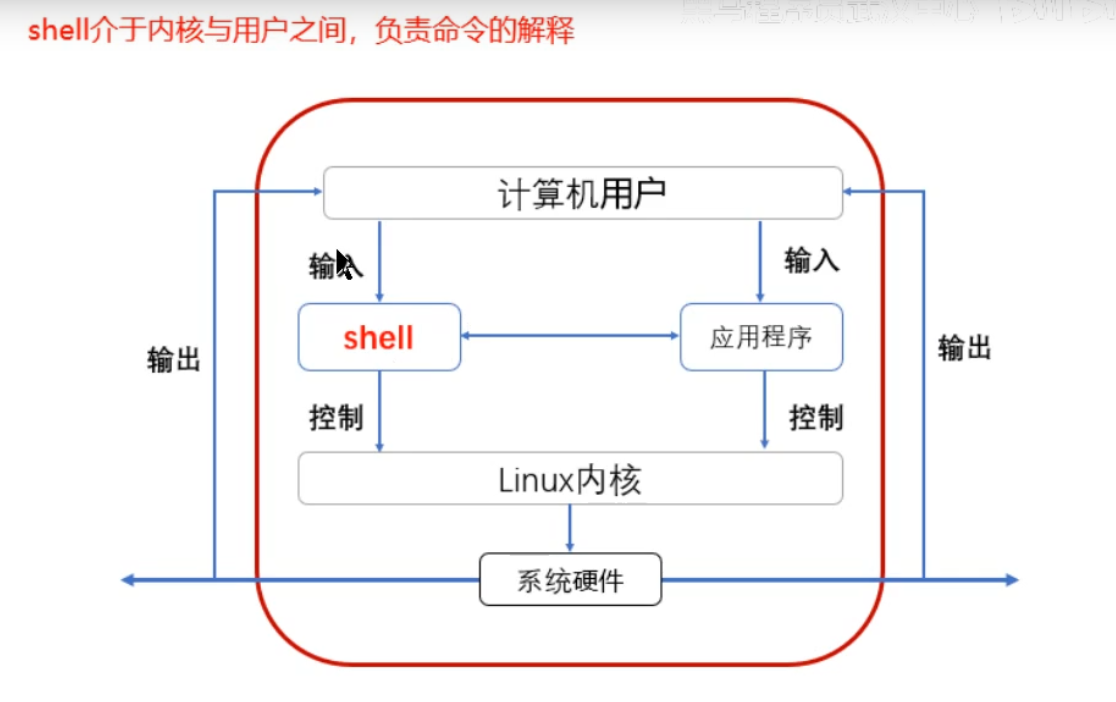 shell介于内核与用户之间，负责命令的解释
计算机用户
输入
输入
shell
应用程序
输出
输出
控制
控制
Linux内核
系统硬件